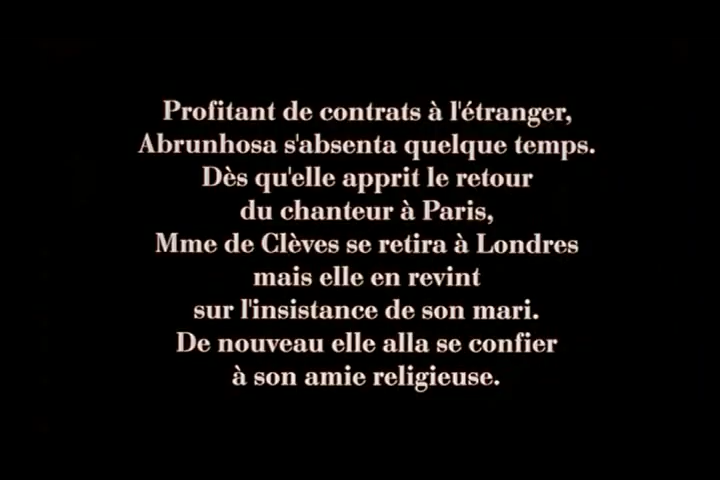 Profitant de contrats à l'étranger,
Abrunhosa s'absenta quelque temps.
Dès qu'elle apprit le retour
du chanteur à Paris,
Mme de Clèves se retira à Londres
mais elle en revint
sur l'insistance de son mari.
De nouveau elle alla se confier
à son amie religieuse.